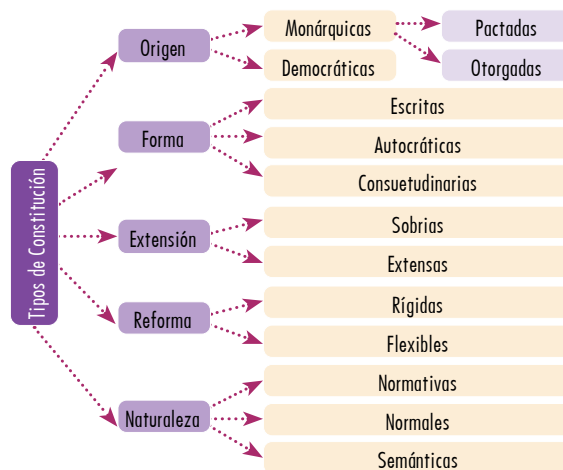 Tipos de Constitución
Origen
Monárquicas
Pactadas
Otorgadas
Democráticas
Forma
Escritas
Autocráticas
Consuetudinarias
Extensión
Sobrias
Extensas
Reforma
Rígidas
Flexibles
Naturaleza
Normativas
Normales
Semánticas